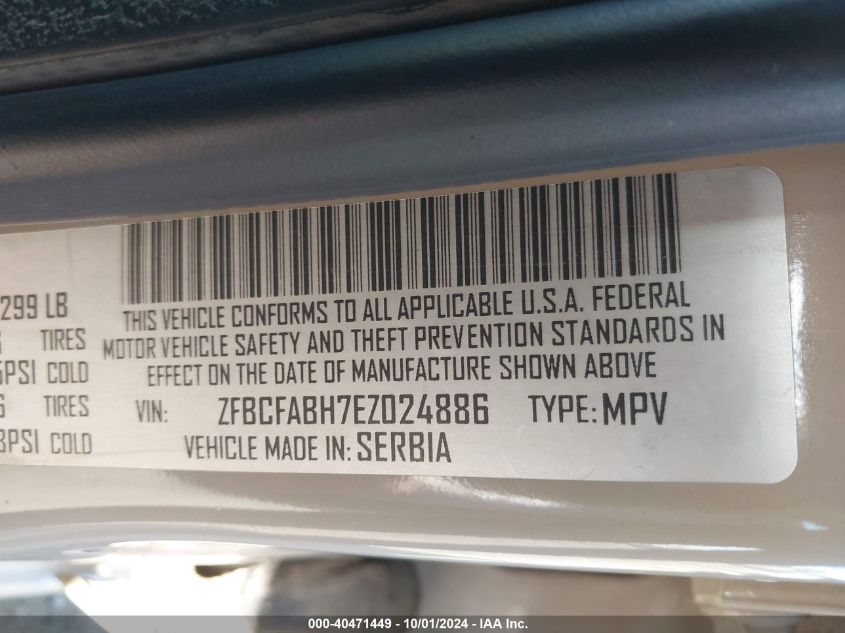 299 LB
TIRES
PSI COLD
TIRES
PSI COLD
THIS VEHICLE CONFORMS TO ALL APPLICABLE U.S.A. FEDERAL
MOTOR VEHICLE SAFETY AND THEFT PREVENTION STANDARDS IN
EFFECT ON THE DATE OF MANUFACTURE SHOWN ABOVE
VIN: ZFBCFABH7EZ024886 TYPE: MPV
VEHICLE MADE IN: SERBIA
000-40471449 - 10/01/2024 - IAA Inc.